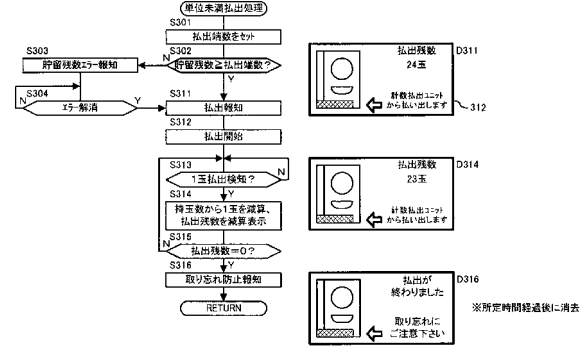 単位未満払出処理
S301
払出端数をセット
S302
貯留残数≧払出端数?
N
Y
S303
貯留残数エラー報知
S304
エラー解消
N
Y
S311
払出報知
S312
払出開始
S313
1玉払出検知?
N
Y
S314
持玉数から1玉を減算、
払出残数を減算表示
S315
払出残数=0?
N
Y
S316
取り忘れ防止報知
RETURN
払出残数
24玉
計数払出ユニット
から払い出します
D311
312
払出残数
23玉
計数払出ユニット
から払い出します
D314
払出が
終わりました
取り忘れに
ご注意下さい
D316
※所定時間経過後に消去